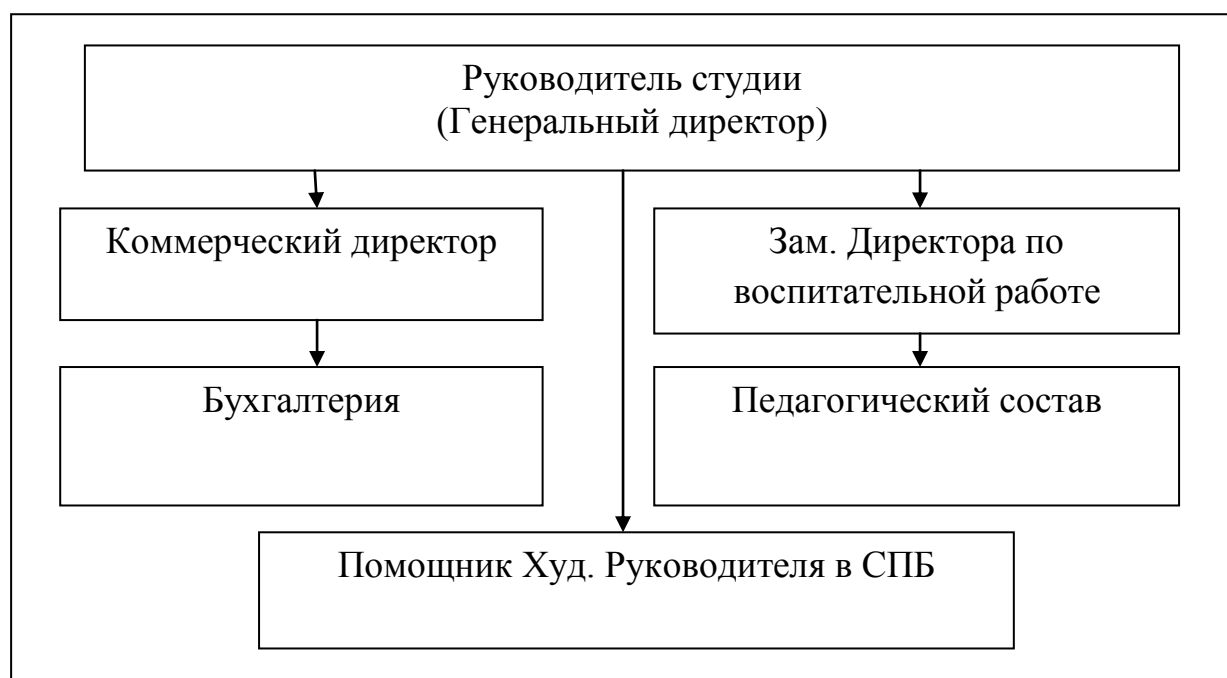 Руководитель студии
(Генеральный директор)
Коммерческий директор
Зам. Директора по
воспитательной работе
Бухгалтерия
Педагогический состав
Помощник Худ. Руководителя в СПБ